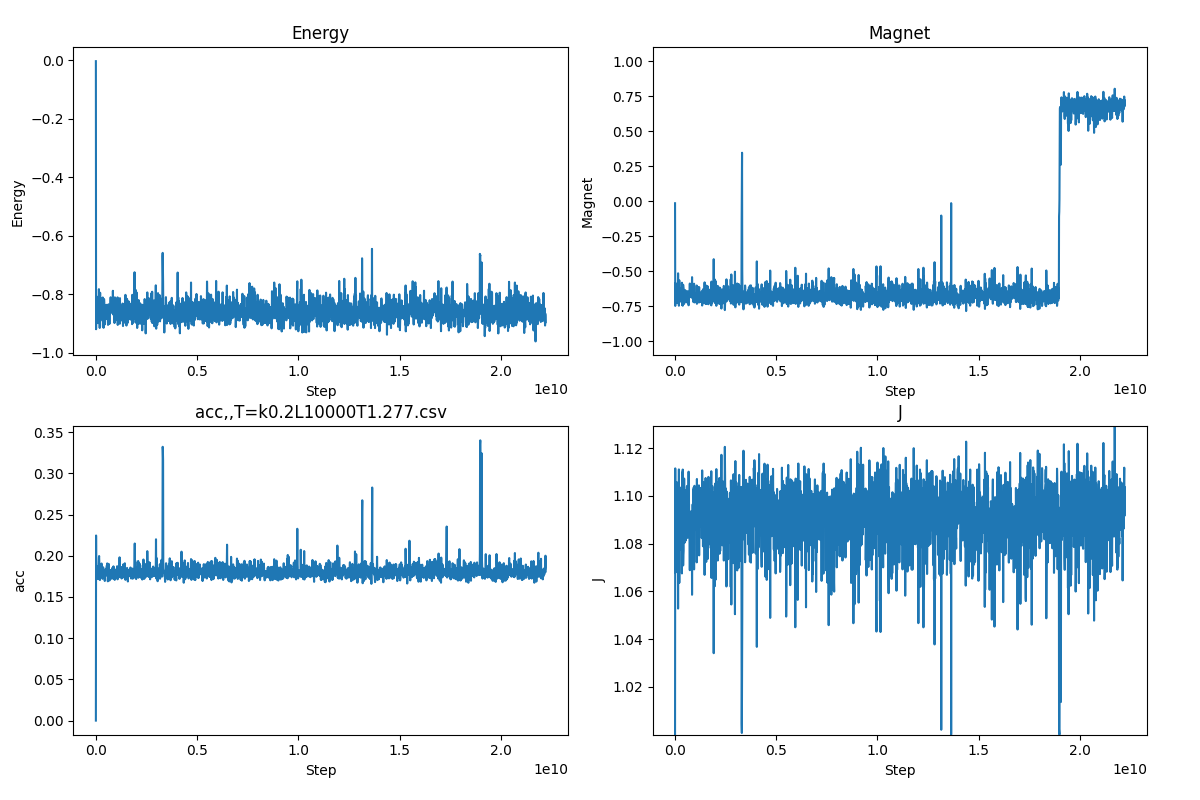 Energy
0.0
−0.2
−0.4
−0.6
−0.8
−1.0
Energy
0.0 0.5 1.0 1.5 2.0
Step
1e10
Magnet
1.00
0.75
0.50
0.25
0.00
−0.25
−0.50
−0.75
−1.00
Magnet
0.0 0.5 1.0 1.5 2.0
Step
1e10
acc,,T=k0.2L10000T1.277.csv
0.35
0.30
0.25
0.20
0.15
0.10
0.05
0.00
acc
0.0 0.5 1.0 1.5 2.0
Step
1e10
J
1.12
1.10
1.08
1.06
1.04
1.02
J
0.0 0.5 1.0 1.5 2.0
Step
1e10